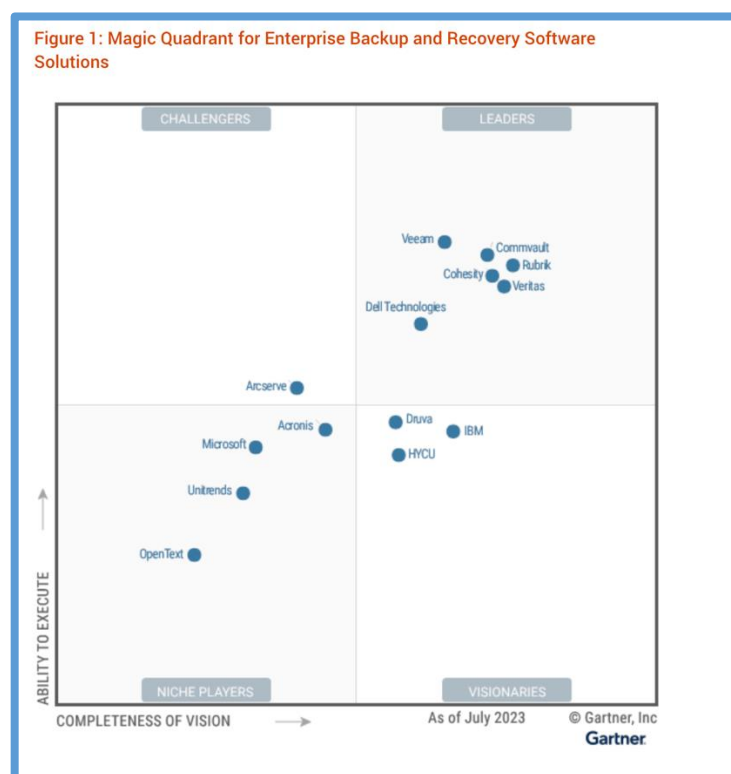 Figure 1: Magic Quadrant for Enterprise Backup and Recovery Software
Solutions
CHALLENGERS
LEADERS
Veeam
Commvault
Rubrik
Cohesity
Veritas
Dell Technologies
Arcserve
Acronis
Druva
IBM
Microsoft
HYCU
Unitrends
OpenText
ABILITY TO EXECUTE
NICHE PLAYERS
VISIONARIES
COMPLETENESS OF VISION
As of July 2023
© Gartner, Inc
Gartner